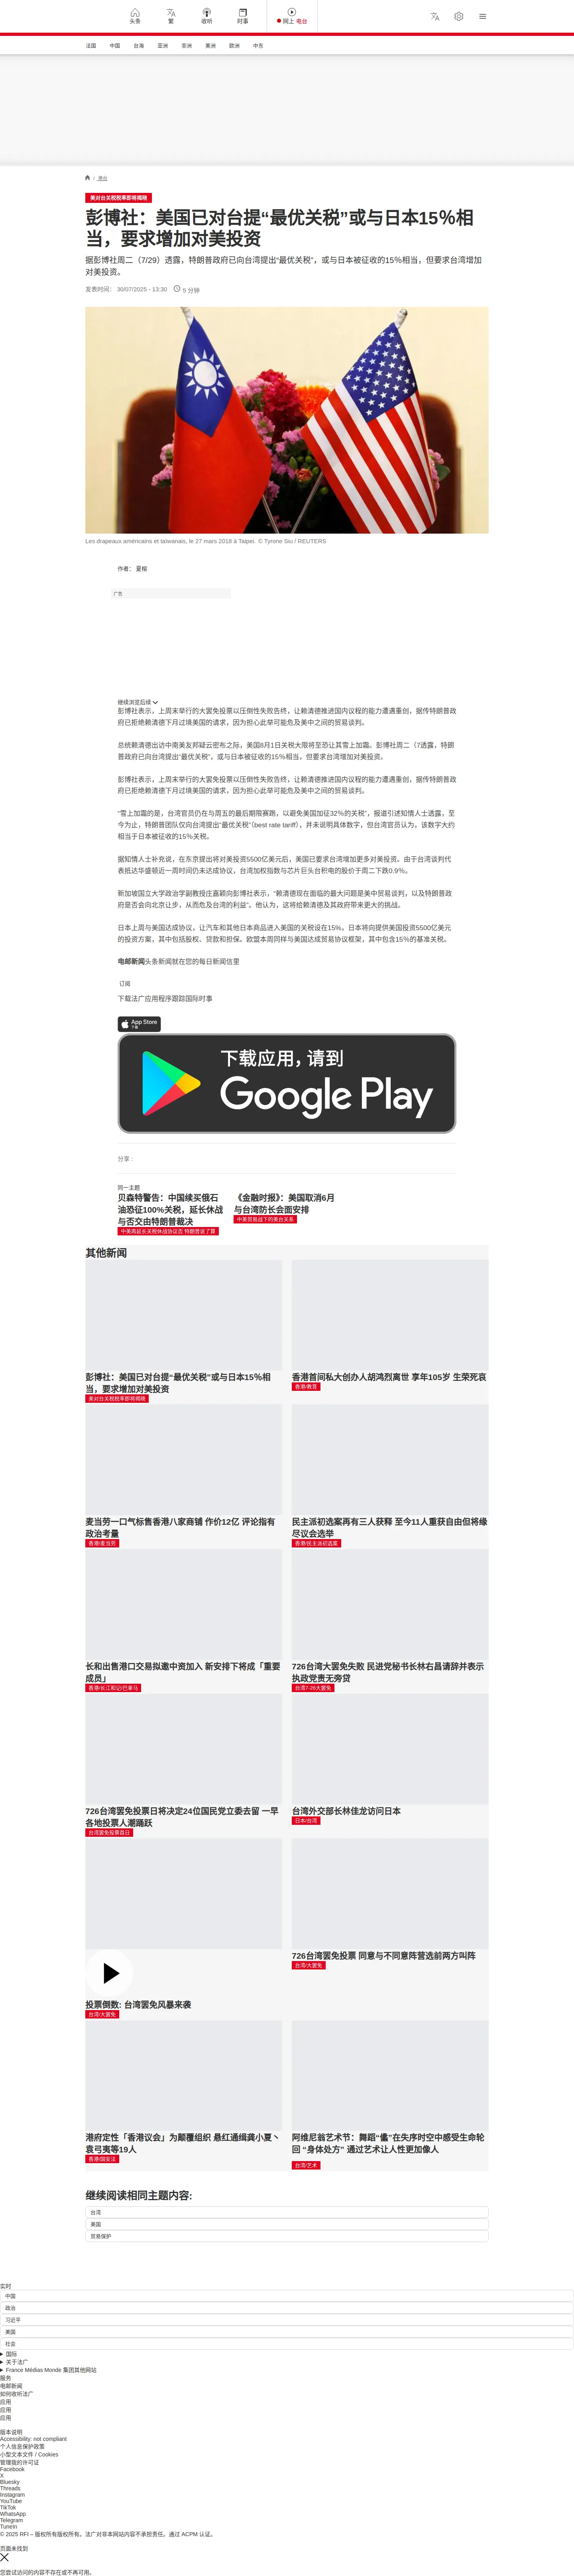 头条
繁
收听
时事
网上 电台
法国 中国 台海 亚洲 非洲 美洲 欧洲 中东
/ 港台
美对台关税税率即将揭晓
彭博社：美国已对台提“最优关税”或与日本15%相
当，要求增加对美投资
据彭博社周二（7/29）透露，特朗普政府已向台湾提出“最优关税”，或与日本被征收的15%相当，但要求台湾增加
对美投资。
发表时间： 30/07/2025 - 13:30 5 分钟
Les drapeaux américains et taïwanais, le 27 mars 2018 à Taipei. © Tyrone Siu / REUTERS
作者： 夏榕
广告
继续浏览后续
彭博社表示，上周末举行的大罢免投票以压倒性失败告终，让赖清德推进国内议程的能力遭遇重创，据传特朗普政
府已拒绝赖清德下月过境美国的请求，因为担心此举可能危及美中之间的贸易谈判。
总统赖清德出访中南美友邦疑云密布之际，美国8月1日关税大限将至恐让其雪上加霜。彭博社周二（7透露，特朗
普政府已向台湾提出“最优关税”，或与日本被征收的15%相当，但要求台湾增加对美投资。
彭博社表示，上周末举行的大罢免投票以压倒性失败告终，让赖清德推进国内议程的能力遭遇重创，据传特朗普政
府已拒绝赖清德下月过境美国的请求，因为担心此举可能危及美中之间的贸易谈判。
“雪上加霜的是，台湾官员仍在与周五的最后期限赛跑，以避免美国加征32%的关税”，报道引述知情人士透露，至
今为止，特朗普团队仅向台湾提出“最优关税”（best rate tariff），并未说明具体数字，但台湾官员认为，该数字大约
相当于日本被征收的15%关税。
据知情人士补充说，在东京提出将对美投资5500亿美元后，美国已要求台湾增加更多对美投资。由于台湾谈判代
表抵达华盛顿近一周时间仍未达成协议，台湾加权指数与芯片巨头台积电的股价于周二下跌0.9%。
新加坡国立大学政治学副教授庄嘉颖向彭博社表示，“赖清德现在面临的最大问题是美中贸易谈判，以及特朗普政
府是否会向北京让步，从而危及台湾的利益”。他认为，这将给赖清德及其政府带来更大的挑战。
日本上周与美国达成协议，让汽车和其他日本商品进入美国的关税设在15%，日本将向提供美国投资5500亿美元
的投资方案，其中包括股权、贷款和担保。欧盟本周同样与美国达成贸易协议框架，其中包含15%的基准关税。
电邮新闻头条新闻就在您的每日新闻信里
订阅
下载法广应用程序跟踪国际时事
App Store
下载
下载应用，请到
Google Play
分享 :
同一主题
贝森特警告：中国续买俄石
油恐征100%关税，延长休战
与否交由特朗普裁决
中美再延长关税休战协议否 特朗普说了算
《金融时报》：美国取消6月
与台湾防长会面安排
中美贸易战下的美台关系
其他新闻
彭博社：美国已对台提“最优关税”或与日本15%相
当，要求增加对美投资
美对台关税税率即将揭晓
香港首间私大创办人胡鸿烈离世 享年105岁 生荣死哀
香港/教育
麦当劳一口气标售香港八家商铺 作价12亿 评论指有
政治考量
香港/麦当劳
民主派初选案再有三人获释 至今11人重获自由但将缘
尽议会选举
香港/民主派初选案
长和出售港口交易拟邀中资加入 新安排下将成「重要
成员」
香港/长江和记/巴拿马
726台湾大罢免失败 民进党秘书长林右昌请辞并表示
执政党责无旁贷
台湾7-26大罢免
726台湾罢免投票日将决定24位国民党立委去留 一早
各地投票人潮踊跃
台湾罢免投票首日
台湾外交部长林佳龙访问日本
日本/台湾
投票倒数: 台湾罢免风暴来袭
台湾/大罢免
726台湾罢免投票 同意与不同意阵营选前两方叫阵
台湾/大罢免
港府定性「香港议会」为颠覆组织 悬红通缉龚小夏丶
袁弓夷等19人
香港/国安法
阿维尼翁艺术节：舞蹈“儘”在失序时空中感受生命轮
回 “身体处方” 通过艺术让人性更加像人
台湾/艺术
继续阅读相同主题内容:
台湾
美国
贸易保护
实时
中国
政治
习近平
美国
社会
国际
关于法广
France Médias Monde 集团其他网站
服务
电邮新闻
如何收听法广
应用
应用
应用
版本说明
Accessibility: not compliant
个人信息保护政策
小型文本文件 / Cookies
管理我的许可证
Facebook
X
Bluesky
Threads
Instagram
YouTube
TikTok
WhatsApp
Telegram
TuneIn
© 2025 RFI – 版权所有版权所有。法广对非本网站内容不承担责任。通过 ACPM 认证。
页面未找到
您尝试访问的内容不存在或不再可用。